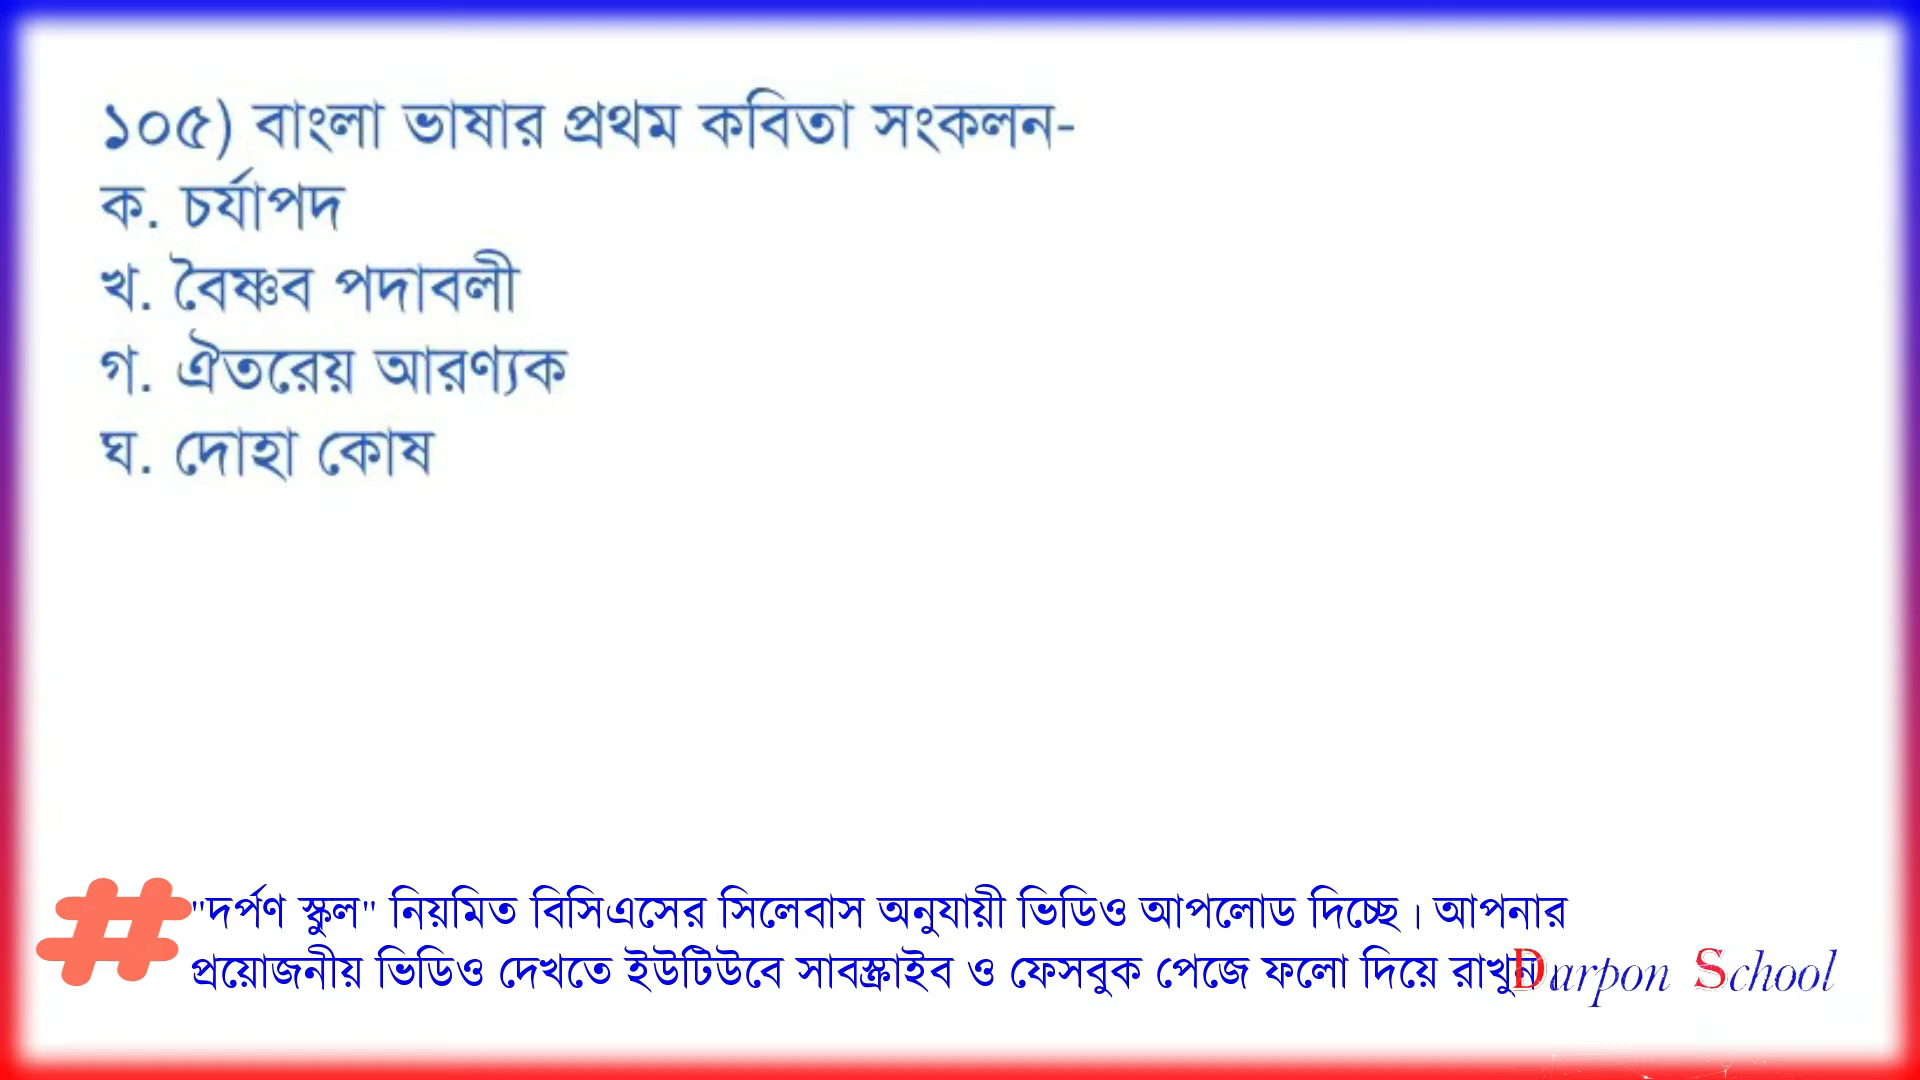 ১০৫) বাংলা ভাষার প্রথম কবিতা সংকলন-
ক. চর্যাপদ
খ. বৈষ্ণব পদাবলী
গ. ঐতরেয় আরণ্যক
ঘ. দোহা কোষ
"দর্পণ স্কুল" নিয়মিত বিসিএসের সিলেবাস অনুযায়ী ভিডিও আপলোড দিচ্ছে। আপনার
প্রয়োজনীয় ভিডিও দেখতে ইউটিউবে সাবস্ক্রাইব ও ফেসবুক পেজে ফলো দিয়ে রাখুন
Darpon School